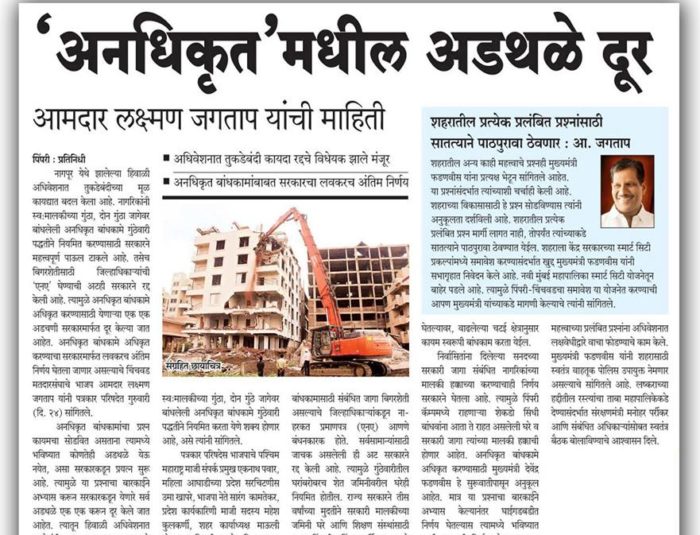 ‘अनधिकृत’मधील अडथळे दूर
आमदार लक्ष्मण जगताप यांची माहिती
पिंपरी : प्रतिनिधी
नागपूर येथे झालेल्या हिवाळी
अधिवेशनात तुकडेबंदीच्या मूळ
कायद्यात बदल केला आहे. नागरिकांनी
स्व:मालकीच्या गुंठा, दोन गुंठा जागेवर
बांधलेली अनधिकृत बांधकामे गुंठेवारी
पद्धतीने नियमित करण्यासाठी सरकारने
महत्त्वपूर्ण पाऊल टाकले आहे. तसेच
बिगरशेतीसाठी जिल्हाधिकाऱ्यांची
‘एनए’ घेण्याची अटही सरकारने रद्द
केली आहे. त्यामुळे अनधिकृत बांधकामे
अधिकृत करण्यासाठी येणाऱ्या एक एक
अडचणी सरकारमार्फत दूर केल्या जात
आहेत. अनधिकृत बांधकामे अधिकृत
करण्याचा सरकारमार्फत लवकरच अंतिम
निर्णय घेतला जाणार असल्याचे चिंचवड
मतदारसंघाचे भाजप आमदार लक्ष्मण
जगताप यांनी पत्रकार परिषदेत गुरुवारी
(दि. २४) सांगितले.
अनधिकृत बांधकामांचा प्रश्न
कायमचा सोडवित असताना त्यामध्ये
भविष्यात कोणतेही अडथळे येऊ
नयेत, असा सरकारकडून प्रयत्न सुरू
आहे. त्यामुळे या प्रश्नाचा बारकाईने
अभ्यास करून सरकारकडून येणारे सर्व
अडथळे एक एक करून दूर केले जात
आहेत. त्यातून हिवाळी अधिवेशनात
■ अधिवेशनात तुकडेबंदी कायदा रद्दचे विधेयक झाले मंजूर
■ अनधिकृत बांधकामांबाबत सरकारचा लवकरच अंतिम निर्णय
संग्रहित छायाचित्र
स्व:मालकीच्या गुंठा, दोन गुंठे जागेवर
बांधलेली अनधिकृत बांधकामे गुंठेवारी
पद्धतीने नियमित करता येणे शक्य होणार
आहे, असे त्यांनी सांगितले.
पत्रकार परिषदेस भाजपाचे पश्चिम
महाराष्ट्र माजी संपर्क प्रमुख एकनाथ पवार,
महिला आघाडीच्या प्रदेश सरचिटणीस
उमा खापरे, भाजपा नेते सारंग कामतेकर,
प्रदेश कार्यकारिणी माजी सदस्य महेश
कुलकर्णी, शहर कार्याध्यक्ष माऊली
बांधकामासाठी संबंधित जागा बिगरशेती
असल्याचे जिल्हाधिकाऱ्यांकडून ना-
हरकत प्रमाणपत्र (एनए) आणणे
बंधनकारक होते. सर्वसामान्यांसाठी
जाचक असलेली ही अट सरकारने
रद्द केली आहे. त्यामुळे गुंठेवारीतील
घरांबरोबरच शेत जमिनीवरील घरेही
नियमित होतील. राज्य सरकारने तीस
वर्षांच्या मुदतीने सरकारी मालकीच्या
जमिनी घरे आणि शिक्षण संस्थांसाठी
शहरातील प्रत्येक प्रलंबित प्रश्नांसाठी
सातत्याने पाठपुरावा ठेवणार : आ. जगताप
शहरातील अन्य काही महत्त्वाचे प्रश्नही मुख्यमंत्री
फडणवीस यांना प्रत्यक्ष भेटून सांगितले आहेत.
या प्रश्नांसंदर्भात त्यांच्याशी चर्चाही केली आहे.
शहराच्या विकासासाठी हे प्रश्न सोडविण्यास त्यांनी
अनुकूलता दर्शविली आहे. शहरातील प्रत्येक
प्रलंबित प्रश्न मार्गी लागत नाही, तोपर्यंत त्यांच्याकडे
सातत्याने पाठपुरावा ठेवण्यात येईल. शहराला केंद्र सरकारच्या स्मार्ट सिटी
प्रकल्पांमध्ये समावेश करण्यासंदर्भात खुद्द मुख्यमंत्री फडणवीस यांनी
सभागृहात निवेदन केले आहे. नवी मुंबई महापालिका स्मार्ट सिटी योजनेतून
बाहेर पडले आहे. त्यामुळे पिंपरी-चिंचवडचा समावेश या योजनेत करण्याची
आपण मुख्यमंत्री यांच्याकडे मागणी केल्याचे त्यांनी सांगितले.
घेतल्यावर, वाढलेल्या चटई क्षेत्रानुसार
कायम स्वरूपी बांधकाम करता येईल.
निर्वासितांना दिलेल्या सनदच्या
सरकारी जागा संबंधित नागरिकांच्या
मालकी हक्काच्या करण्याचाही निर्णय
सरकारने घेतला आहे. त्यामुळे पिंपरी
कॅम्पमध्ये राहणाऱ्या शेकडो सिंधी
बांधवांना आता ते राहत असलेली घरे व
सरकारी जागा त्यांच्या मालकी हक्काची
होणार आहेत. अनधिकृत बांधकामे
अधिकृत करण्यासाठी मुख्यमंत्री देवेंद्र
फडणवीस हे सुरुवातीपासून अनुकूल
आहेत. मात्र या प्रश्नाचा बारकाईने
अभ्यास केल्यानंतर घाईगडबडीत
निर्णय घेतल्यास त्यामध्ये भविष्यात
महत्त्वाच्या प्रलंबित प्रश्नांना अधिवेशनात
लक्षवेधीद्वारे वाचा फोडण्याचे काम केले.
मुख्यमंत्री फडणवीस यांनी शहरासाठी
स्वतंत्र वाहतूक पोलिस उपायुक्त नेमणार
असल्याचे सांगितले आहे. लष्कराच्या
हद्दीतील रस्त्यांचा ताबा महापालिकेकडे
देण्यासंदर्भात संरक्षणमंत्री मनोहर पर्रीकर
आणि संबंधित अधिकाऱ्यांसोबत स्वतंत्र
बैठक बोलाविण्याचे आश्वासन दिले.